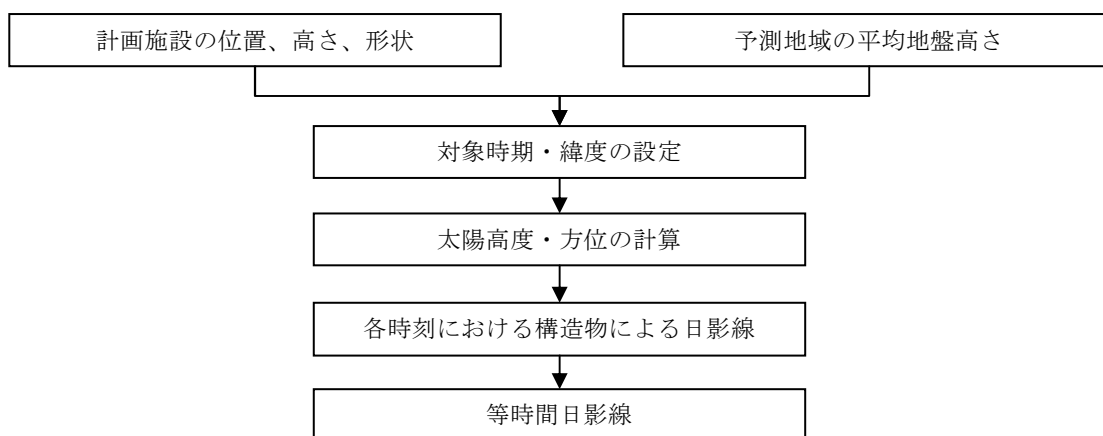 計画施設の位置、高さ、形状
予測地域の平均地盤高さ
対象時期・緯度の設定
太陽高度・方位の計算
各時刻における構造物による日影線
等時間日影線